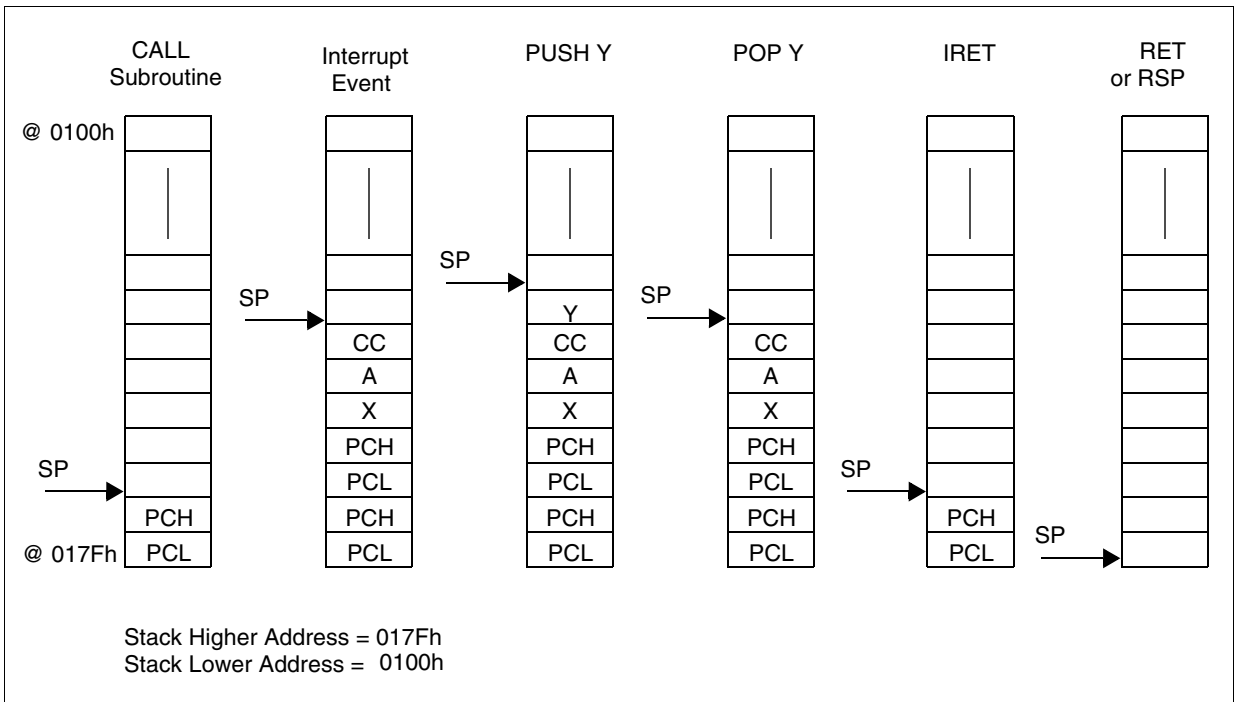 CALL
Subroutine
Interrupt
Event
PUSH Y
POP Y
IRET
RET
or RSP
@ 0100h
SP
SP
SP
Y
CC
CC
CC
A
A
A
X
X
X
PCH
PCH
PCH
SP
SP
PCL
PCL
PCL
PCH
PCH
PCH
PCH
PCH
SP
@ 017Fh
PCL
PCL
PCL
PCL
PCL
Stack Higher Address = 017Fh
Stack Lower Address = 0100h